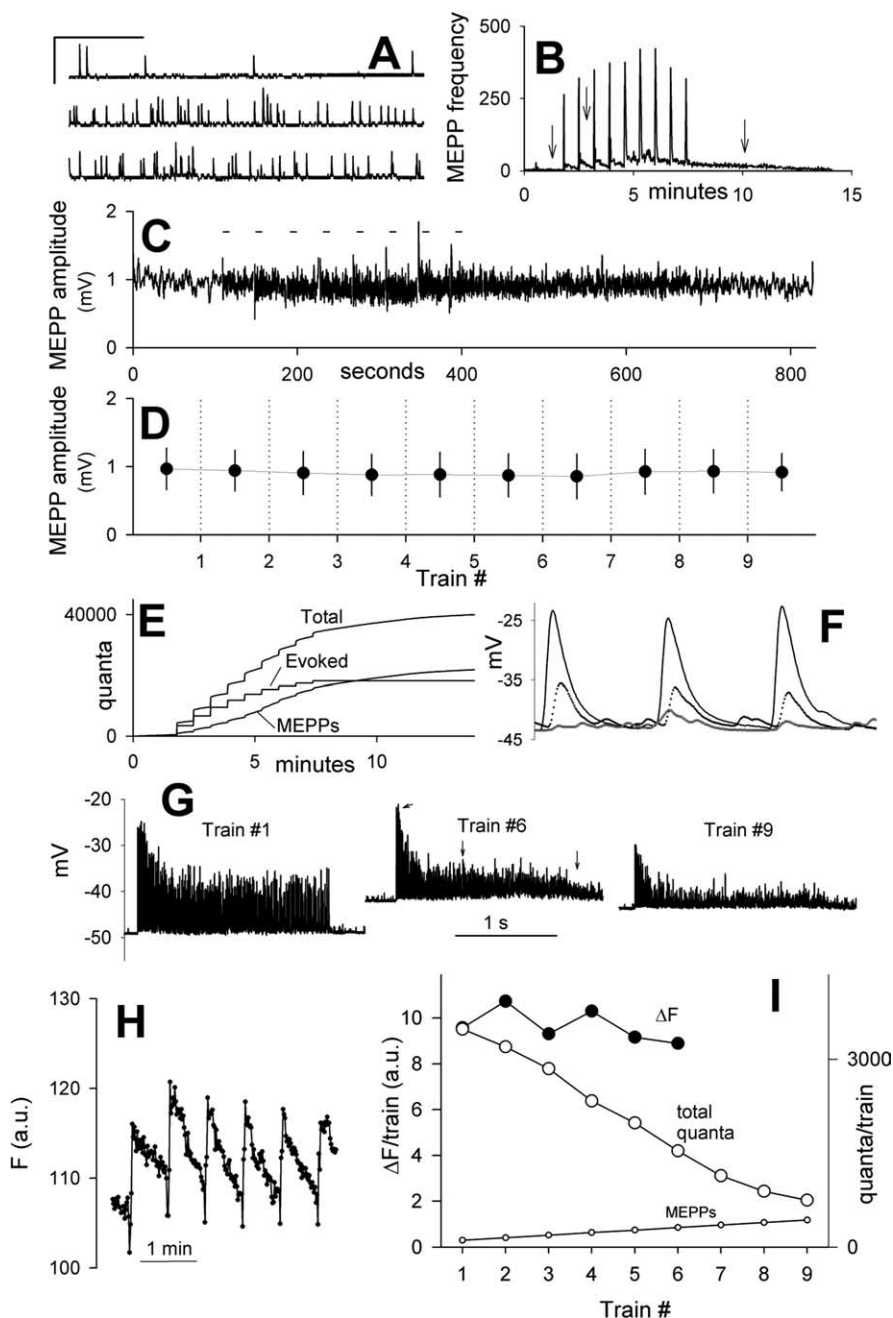 A
B
MEPP frequency
500
250
0
0
5
10
15
minutes
C
MEPP amplitude
(mV)
2
1
0
0
200
400
600
800
seconds
D
MEPP amplitude
(mV)
2
1
0
1
2
3
4
5
6
7
8
9
Train #
E
quanta
40000
0
Total
Evoked
MEPPs
5
10
minutes
F
mV
-25
-35
-45
G
mV
-20
-30
-40
-50
Train #1
Train #6
Train #9
1 s
H
F (a.u.)
130
120
110
100
1 min
I
ΔF/train (a.u.)
10
8
6
4
2
0
ΔF
total
quanta
MEPPs
3000
0
quanta/train
1
2
3
4
5
6
7
8
9
Train #